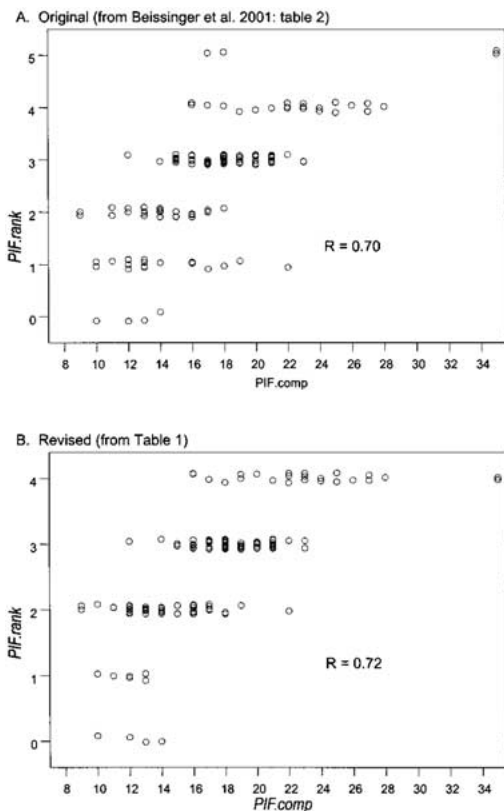 A. Original (from Beissinger et al. 2001: table 2)
5
4
3
2
1
0
PIF.rank
R = 0.70
8 10 12 14 16 18 20 22 24 26 28 30 32 34
PIF.comp
B. Revised (from Table 1)
4
3
2
1
0
PIF.rank
R = 0.72
8 10 12 14 16 18 20 22 24 26 28 30 32 34
PIF.comp